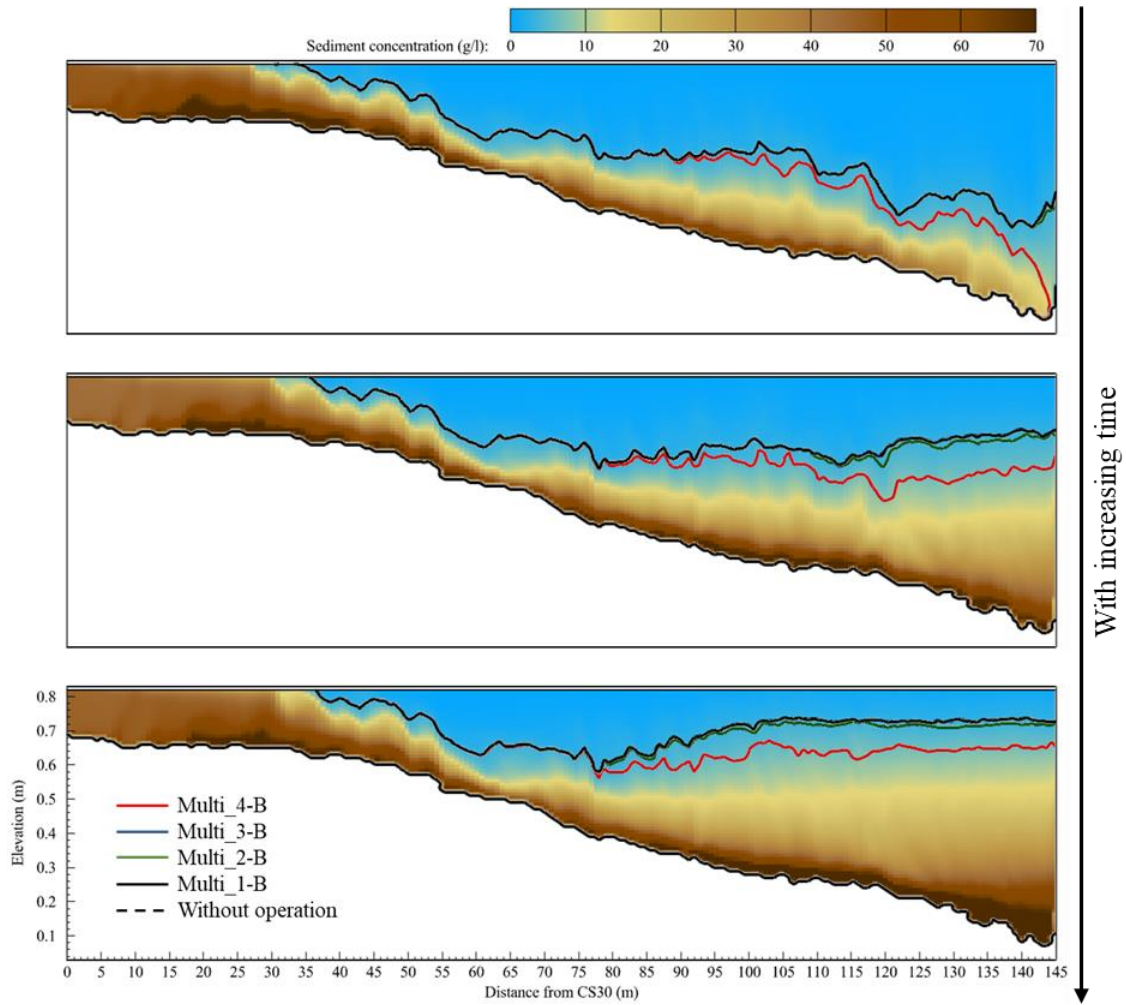 Sediment concentration (g/l):
0 10 20 30 40 50 60 70
With increasing time
0.8
0.7
0.6
0.5
0.4
0.3
0.2
0.1
Elevation (m)
Multi_4-B
Multi_3-B
Multi_2-B
Multi_1-B
Without operation
0 5 10 15 20 25 30 35 40 45 50 55 60 65 70 75 80 85 90 95 100 105 110 115 120 125 130 135 140 145
Distance from CS30 (m)